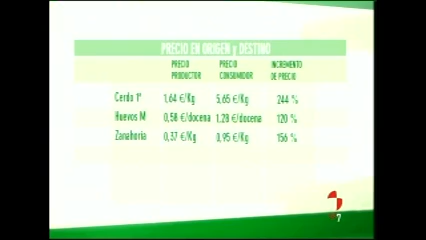 PRECIO EN ORIGEN y DESTINO
PRECIO PRECIO INCREMENTO
PRODUCTOR CONSUMIDOR DE PRECIO
Cerdo 1ª 1,64 €/Kg 5,65 €/Kg 244 %
Huevos M 0,58 €/docena 1,28 €/docena 120 %
Zanahoria 0,37 €/Kg 0,95 €/Kg 156 %
7